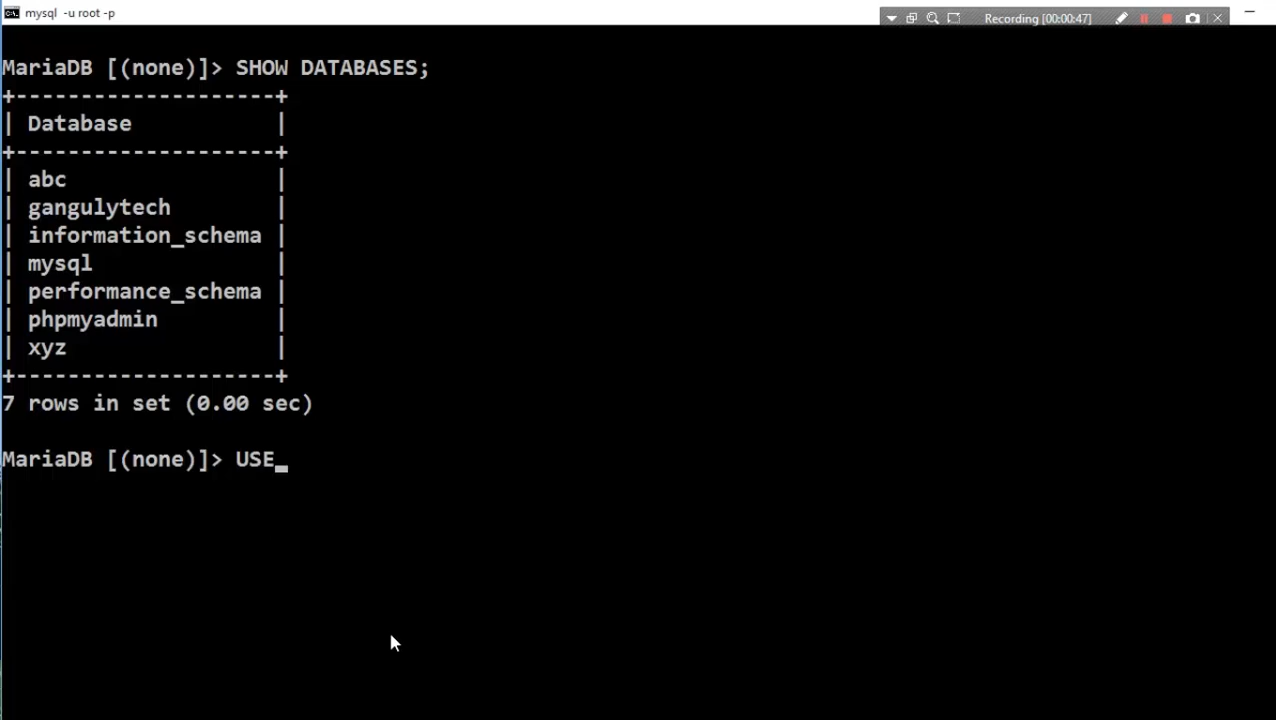 mysql -u root -p
Recording [00:00:47]
MariaDB [(none)]> SHOW DATABASES;
+--------------------+
| Database           |
+--------------------+
| abc                |
| gangulytech        |
| information_schema |
| mysql              |
| performance_schema |
| phpmyadmin         |
| xyz                |
+--------------------+
7 rows in set (0.00 sec)
MariaDB [(none)]> USE_